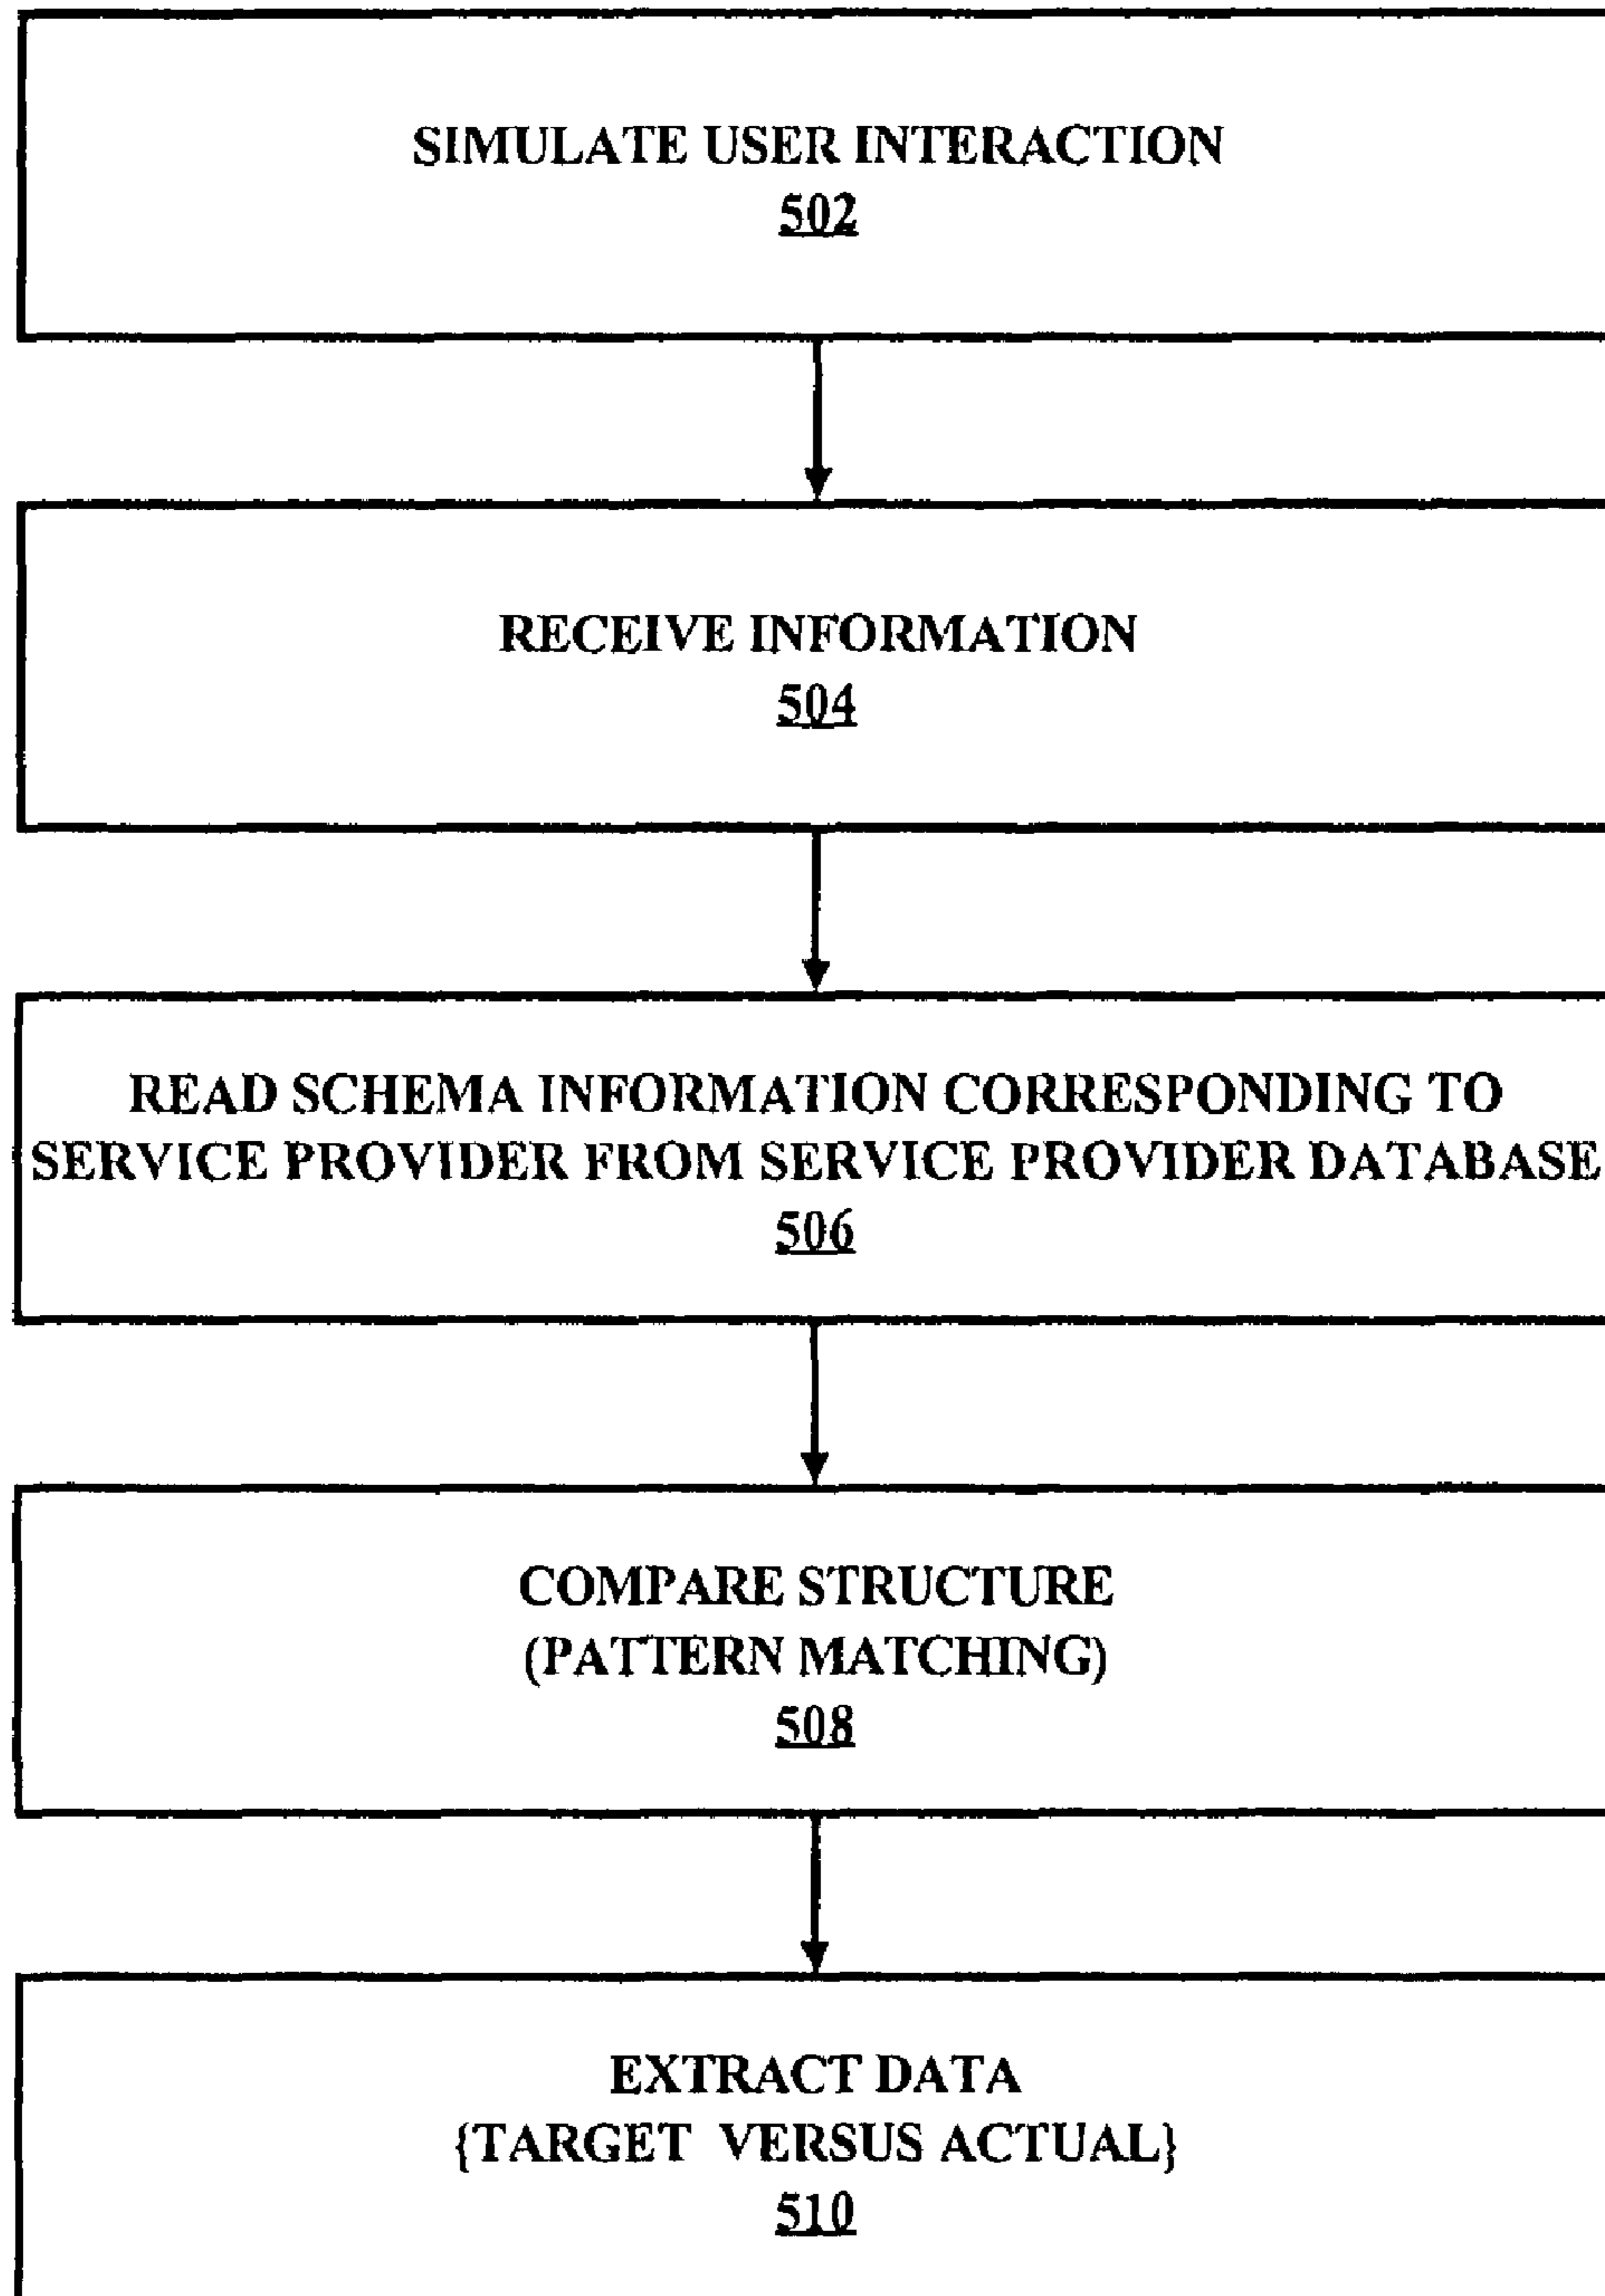 SIMULATE USER INTERACTION
502
RECEIVE INFORMATION
504
READ SCHEMA INFORMATION CORRESPONDING TO
SERVICE PROVIDER FROM SERVICE PROVIDER DATABASE
506
COMPARE STRUCTURE
(PATTERN MATCHING)
508
EXTRACT DATA
{TARGET VERSUS ACTUAL}
510